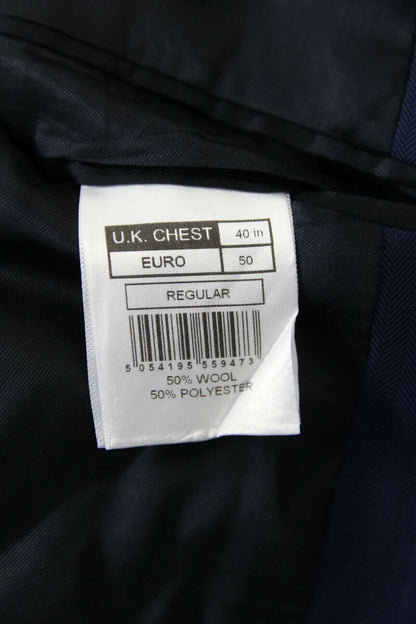 U.K. CHEST 40 in
EURO 50
REGULAR
5 054195 559473
50% WOOL
50% POLYESTER